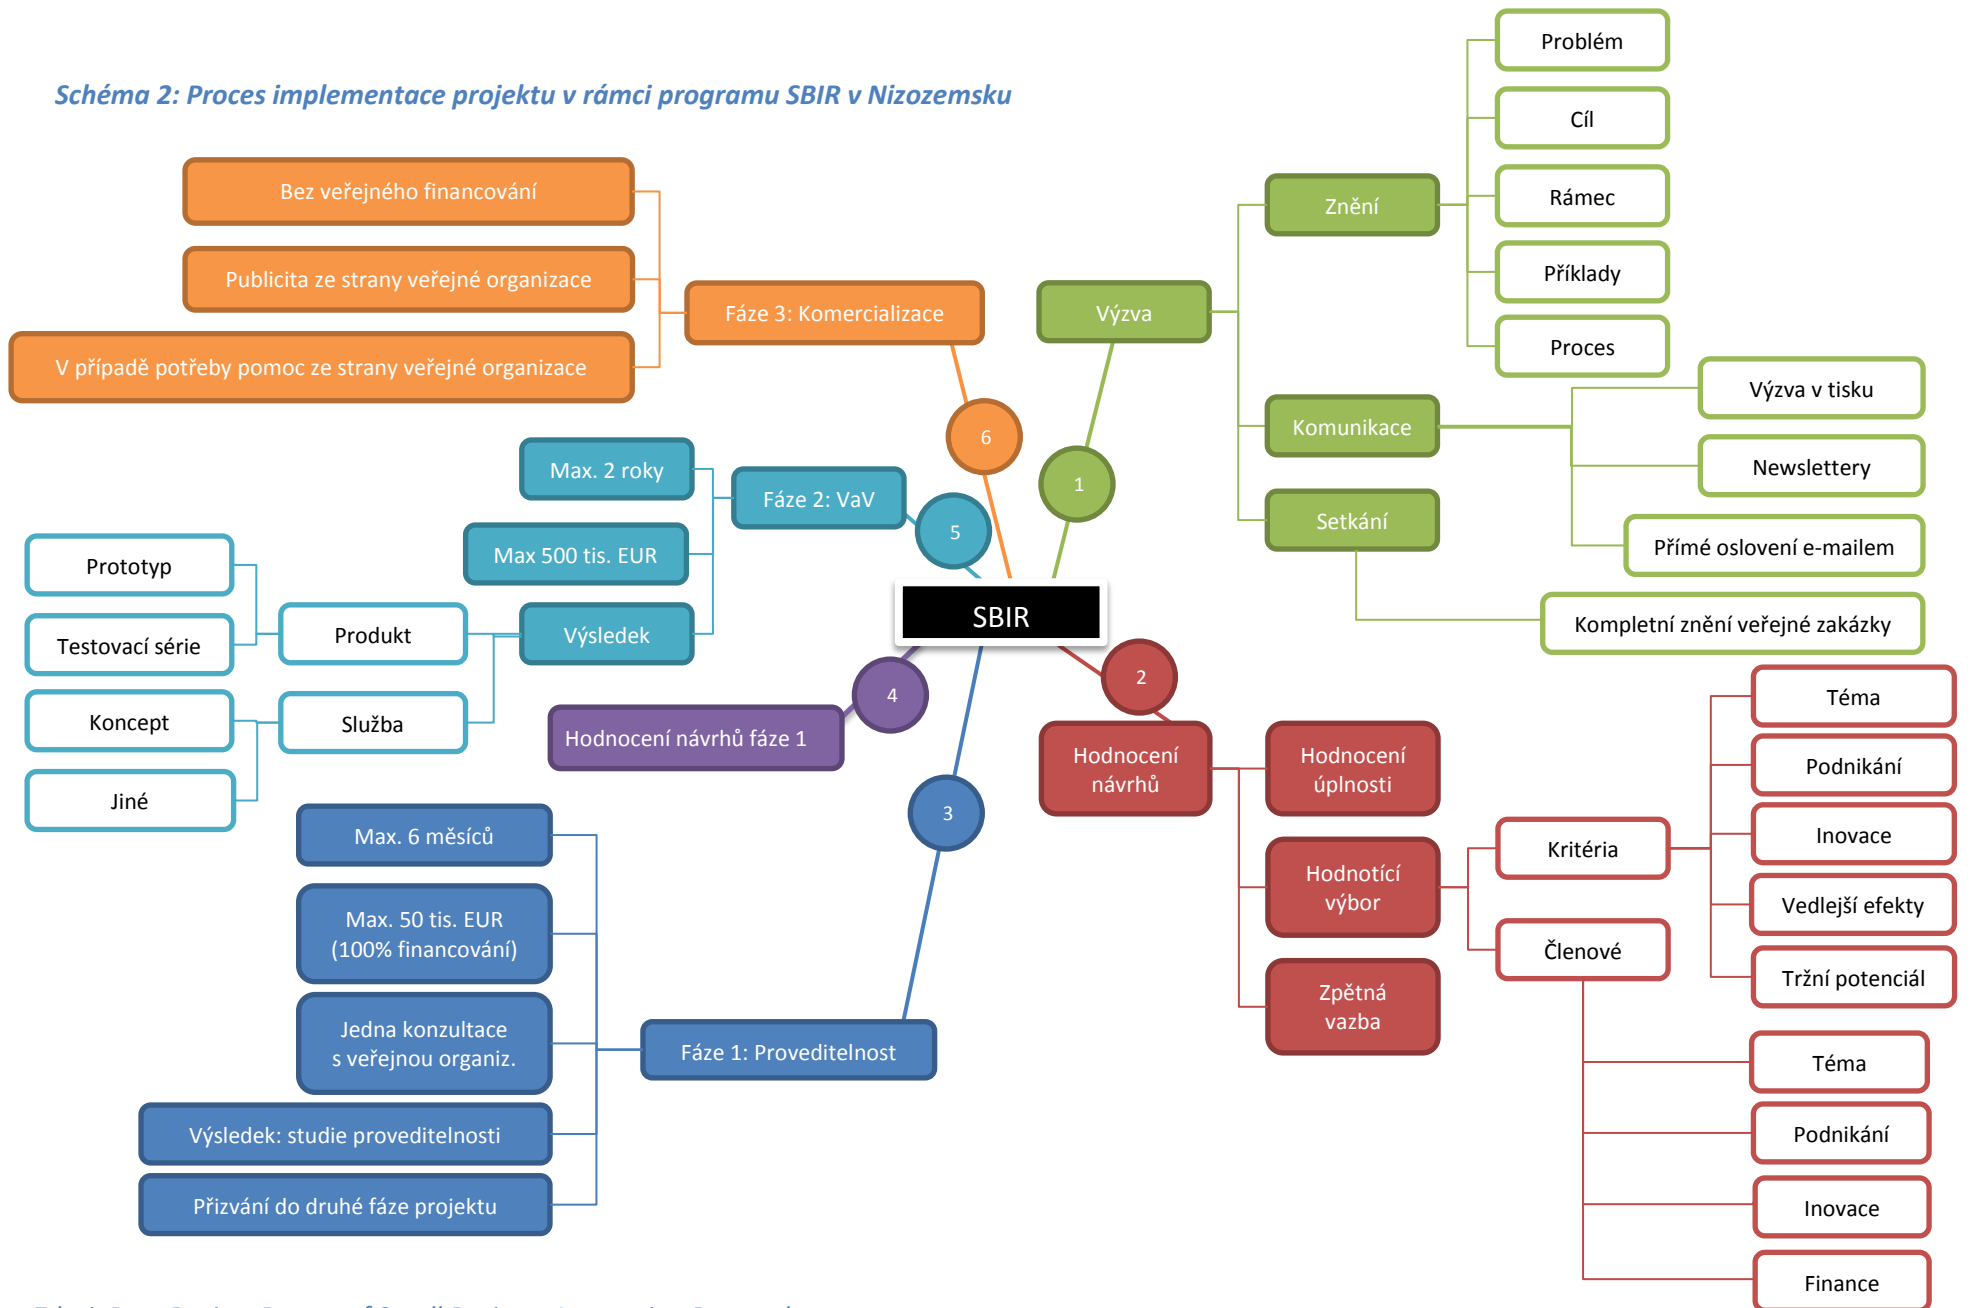 Schéma 2: Proces implementace projektu v rámci programu SBIR v Nizozemsku
SBIR
1
Výzva
Znění
Problém
Cíl
Rámec
Příklady
Proces
Komunikace
Výzva v tisku
Newslettery
Přímé oslovení e-mailem
Setkání
Kompletní znění veřejné zakázky
2
Hodnocení
návrhů
Hodnocení
úplnosti
Hodnotící
výbor
Kritéria
Téma
Podnikání
Inovace
Vedlejší efekty
Tržní potenciál
Členové
Téma
Podnikání
Inovace
Finance
Zpětná
vazba
3
Fáze 1: Proveditelnost
Max. 6 měsíců
Max. 50 tis. EUR
(100% financování)
Jedna konzultace
s veřejnou organiz.
Výsledek: studie proveditelnosti
Přizvání do druhé fáze projektu
4
Hodnocení návrhů fáze 1
5
Fáze 2: VaV
Max. 2 roky
Max 500 tis. EUR
Výsledek
Produkt
Prototyp
Testovací série
Služba
Koncept
Jiné
6
Fáze 3: Komercializace
Bez veřejného financování
Publicita ze strany veřejné organizace
V případě potřeby pomoc ze strany veřejné organizace